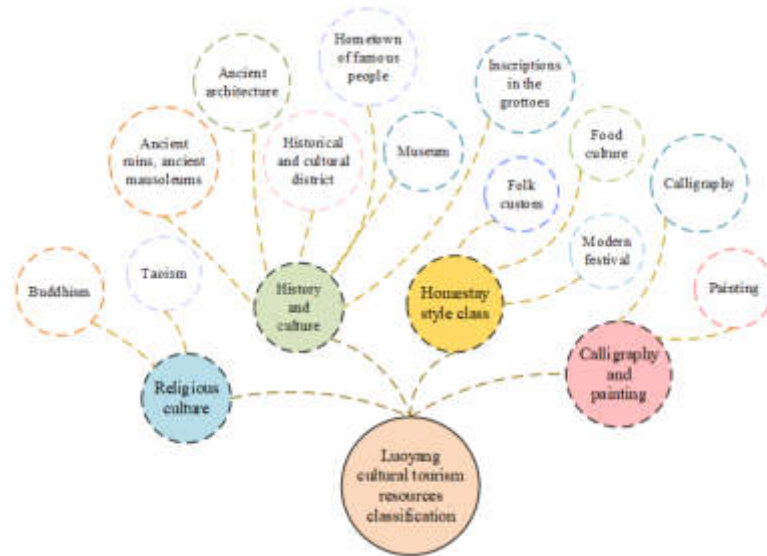 Hometown
of famous
people
Ancient
architecture
Inscriptions
in the
grottoes
Ancient
ruins, ancient
mausoleums
Historical
and cultural
district
Museum
Food
culture
Folk
custom
Calligraphy
Modern
festival
Buddhism
Taoism
Painting
History
and
culture
Homestay
style class
Religious
culture
Calligraphy
and
painting
Luoyang
cultural tourism
resources
classification